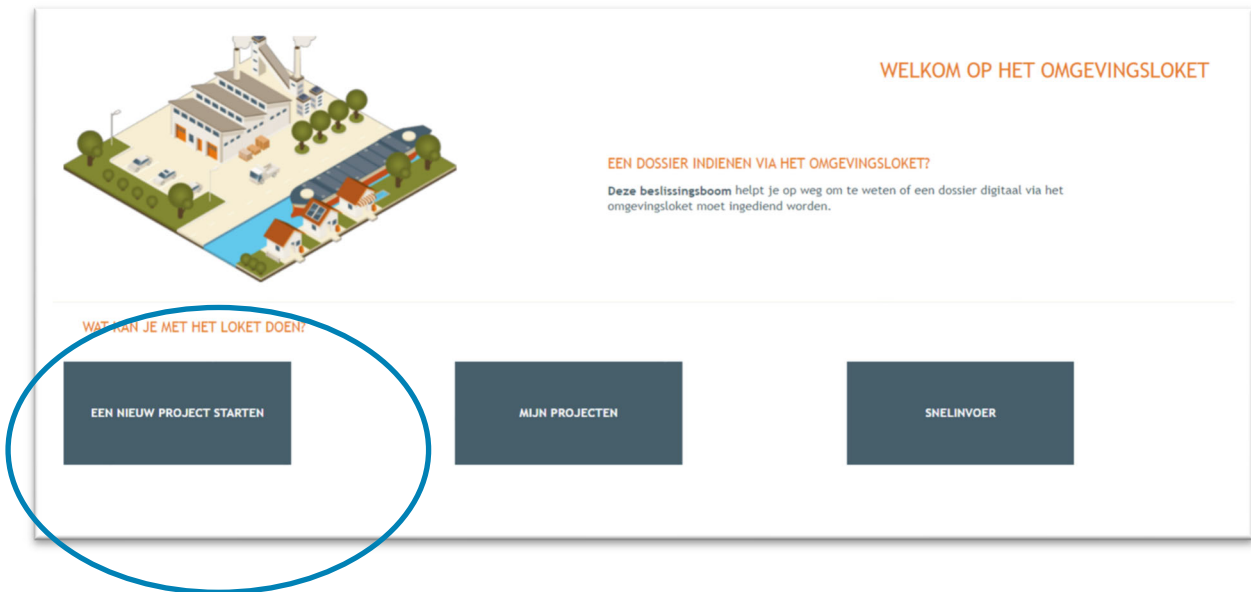 WELKOM OP HET OMGEVINGSLOKET
EEN DOSSIER INDIENEN VIA HET OMGEVINGSLOKET?
Deze beslissingsboom helpt je op weg om te weten of een dossier digitaal via het
omgevingsloket moet ingediend worden.
WAT KAN JE MET HET LOKET DOEN?
EEN NIEUW PROJECT STARTEN
MIJN PROJECTEN
SNELINVOER